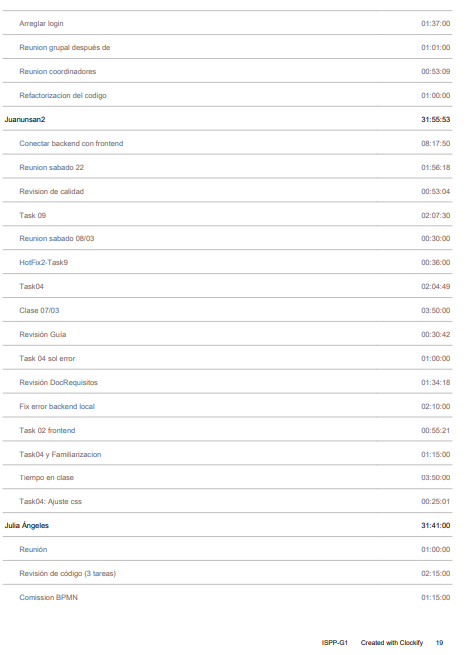 Arreglar login 01:37:00
Reunion grupal después de 01:01:00
Reunion coordinadores 00:53:09
Refactorizacion del codigo 01:00:00
Juanunsan2 31:55:53
Conectar backend con frontend 08:17:50
Reunion sabado 22 01:56:18
Revision de calidad 00:53:04
Task 09 02:07:30
Reunion sabado 08/03 00:30:00
HotFix2-Task9 00:36:00
Task04 02:04:49
Clase 07/03 03:50:00
Revisión Guía 00:30:42
Task 04 sol error 01:00:00
Revisión DocRequisitos 01:34:18
Fix error backend local 02:10:00
Task 02 frontend 00:55:21
Task04 y Familiarizacion 01:15:00
Tiempo en clase 03:50:00
Task04: Ajuste css 00:25:01
Julia Ángeles 31:41:00
Reunión 01:00:00
Revisión de código (3 tareas) 02:15:00
Comission BPMN 01:15:00
ISPP-G1 Created with Clockify 19